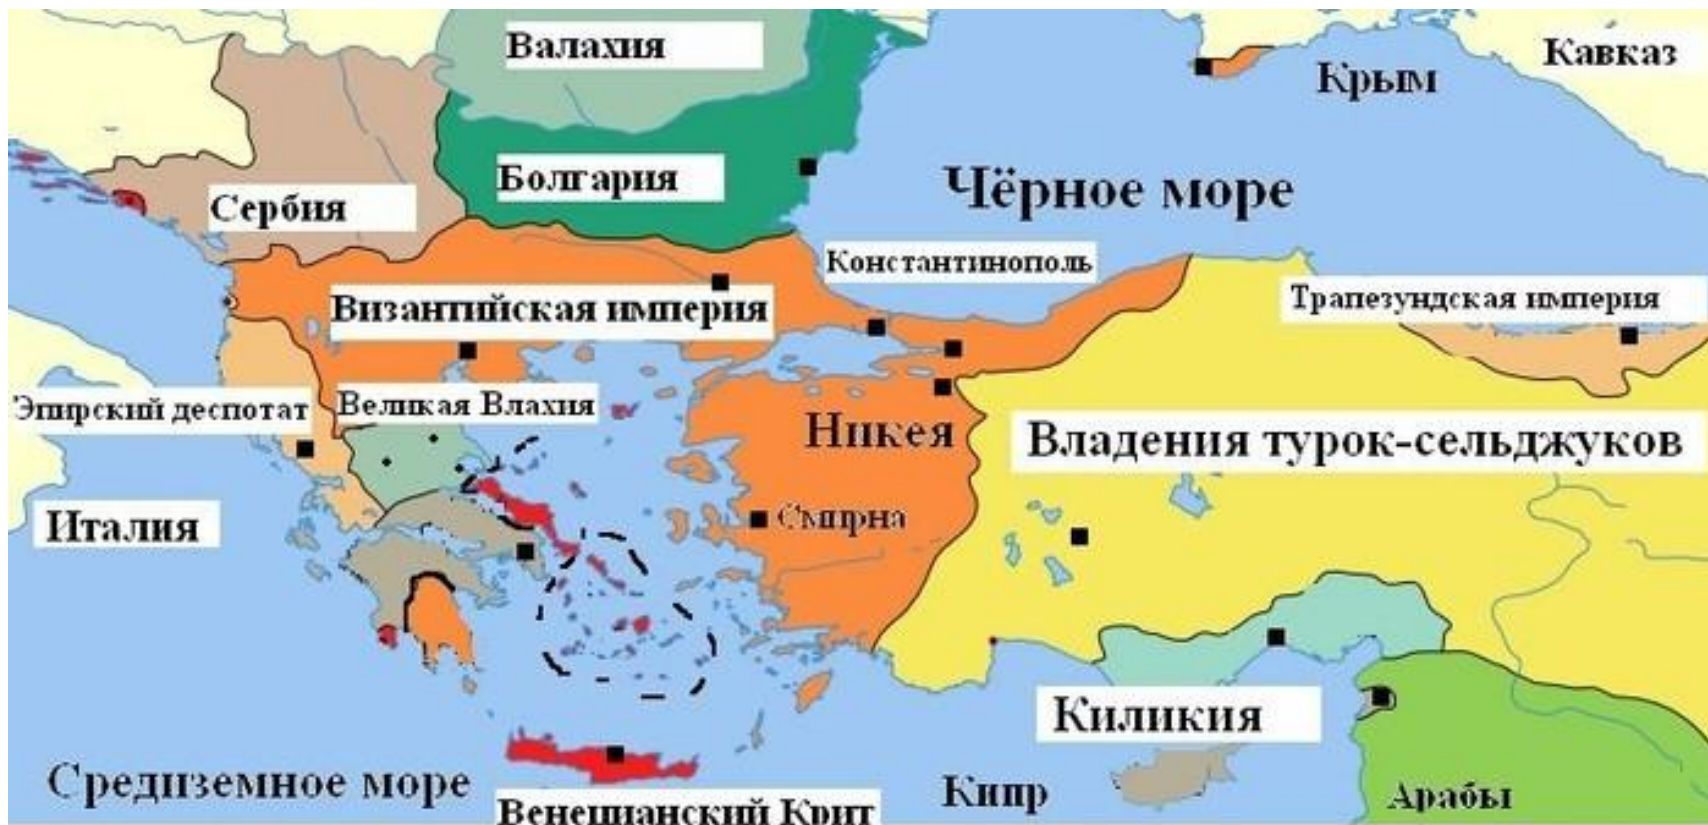 Валахия
Кавказ
Крым
Болгария
Чёрное море
Сербия
Константинополь
Трапезундская империя
Византийская империя
Эпирский деспотат
Великая Влахия
Никея
Владения турок-сельджуков
Италия
Смирна
Киликия
Средиземное море
Кипр
Арабы
Венецианский Крит